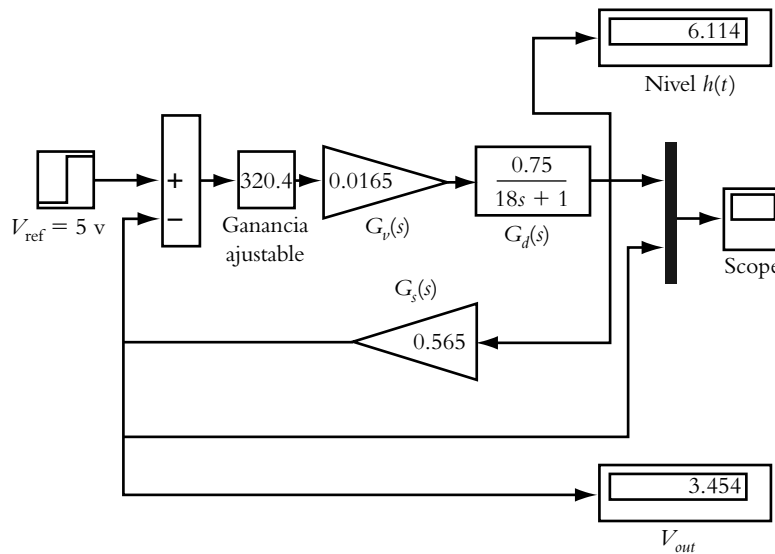 6.114
Nivel h(t)
V_ref = 5 v
+
−
320.4
Ganancia
ajustable
0.0165
G_v(s)
0.75
18s + 1
G_d(s)
Scope
G_s(s)
0.565
3.454
V_out